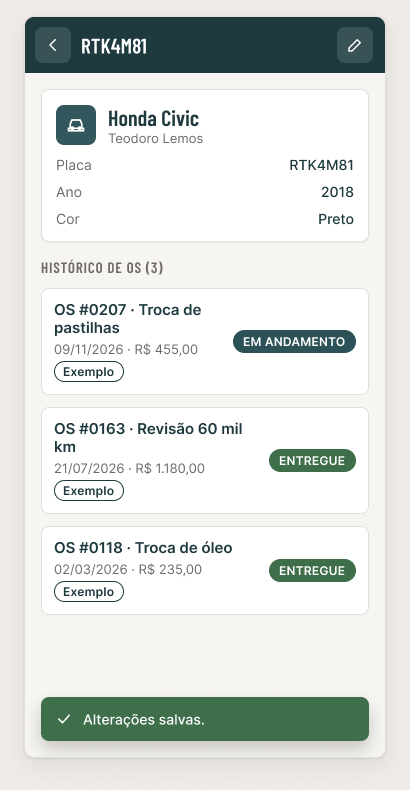 RTK4M81
Honda Civic
Teodoro Lemos
Placa RTK4M81
Ano 2018
Cor Preto
HISTÓRICO DE OS (3)
OS #0207 · Troca de
pastilhas
09/11/2026 · R$ 455,00
Exemplo
EM ANDAMENTO
OS #0163 · Revisão 60 mil
km
21/07/2026 · R$ 1.180,00
Exemplo
ENTREGUE
OS #0118 · Troca de óleo
02/03/2026 · R$ 235,00
Exemplo
ENTREGUE
Alterações salvas.